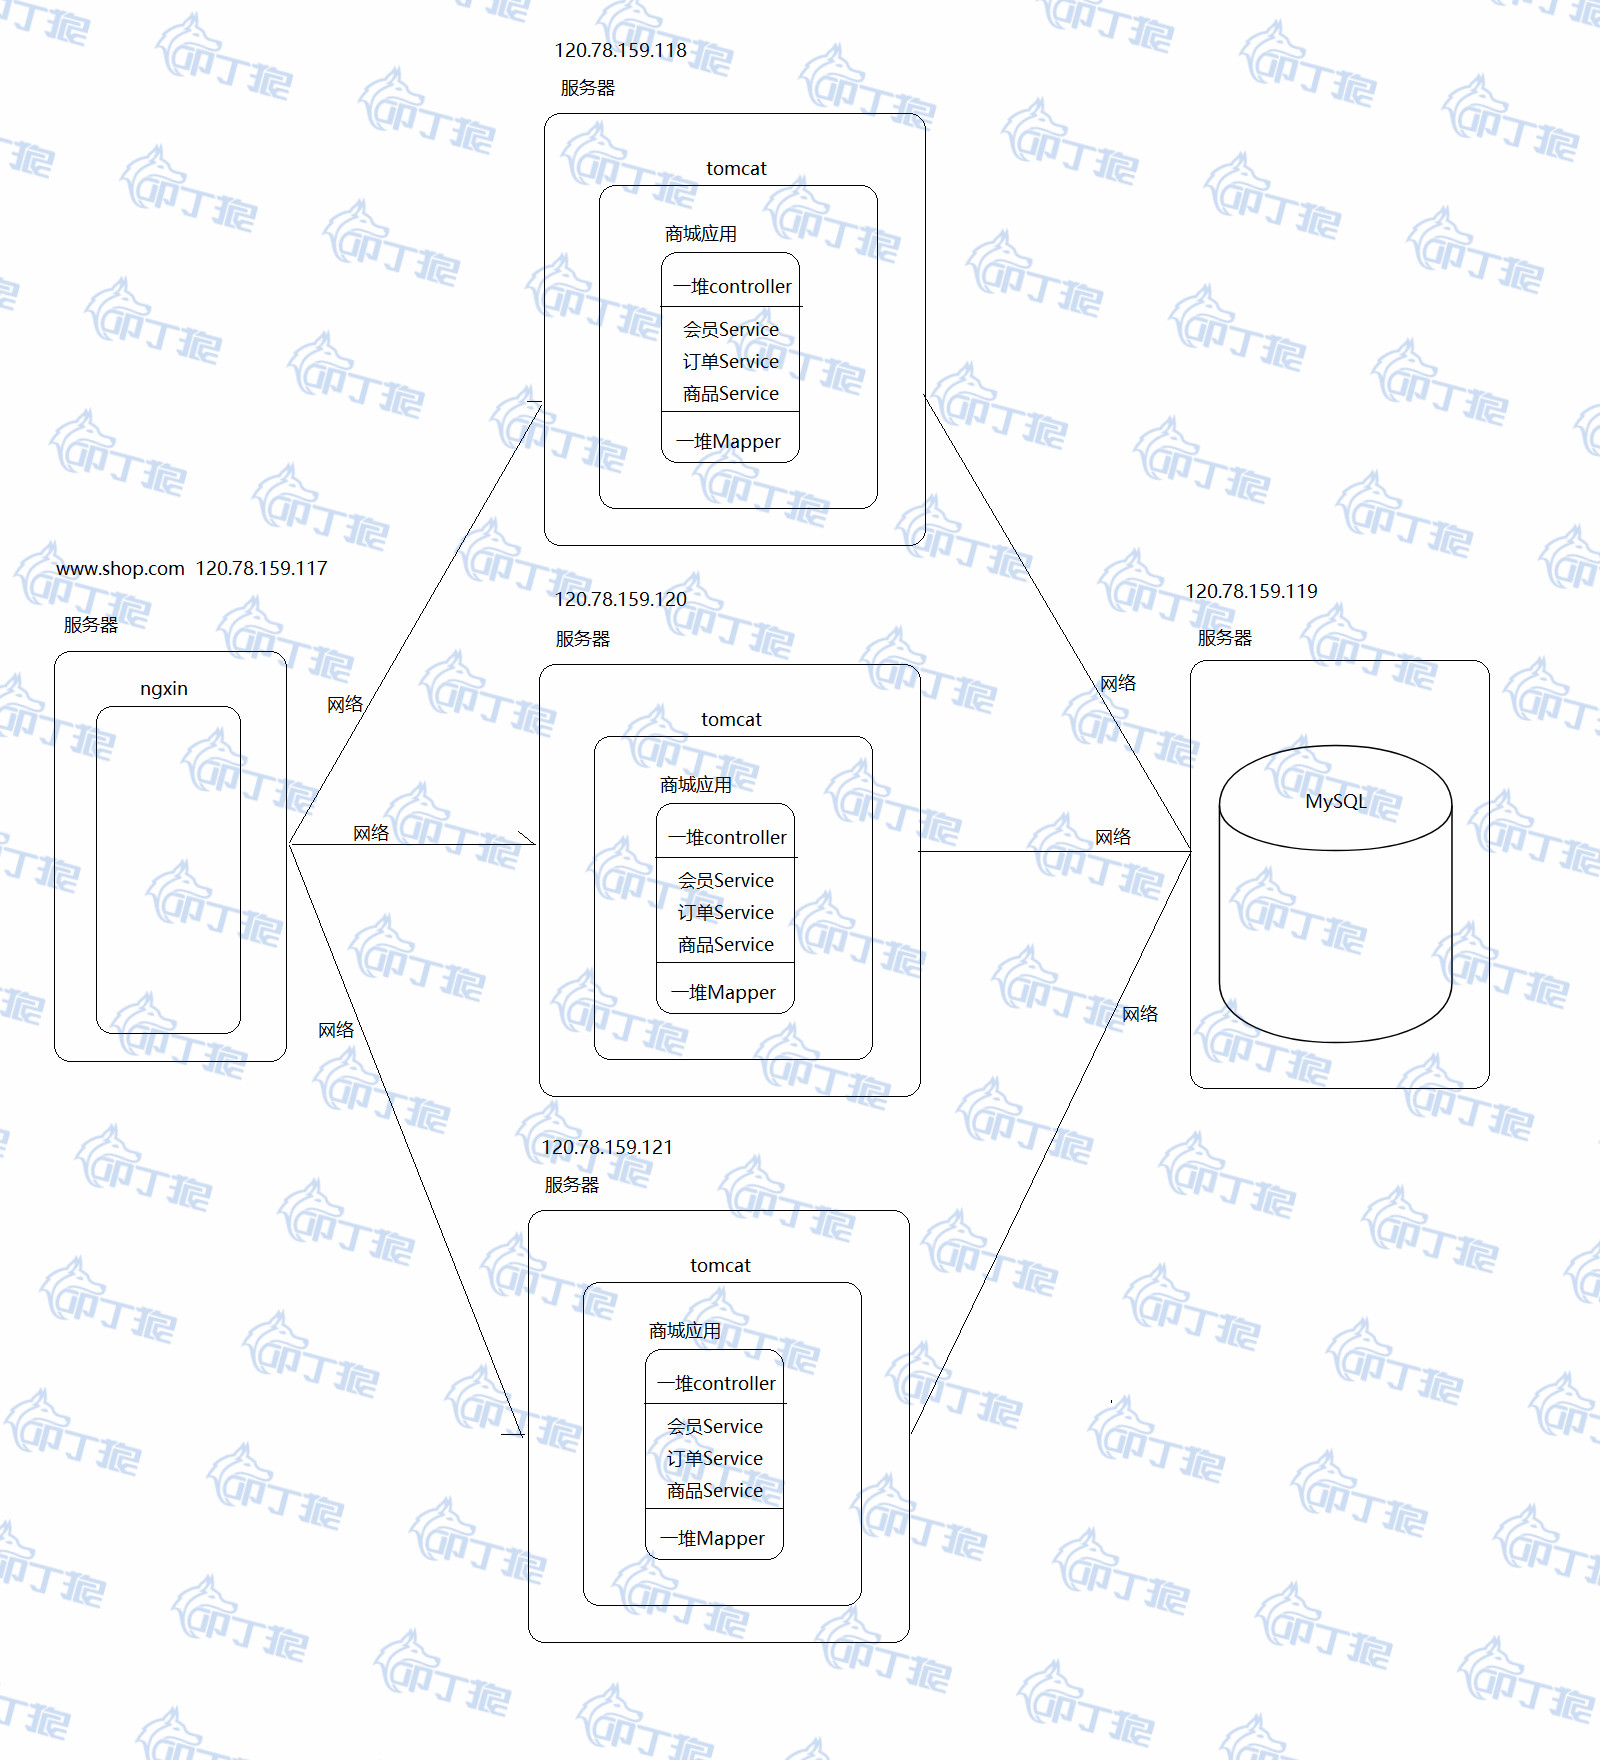 120.78.159.118
服务器
tomcat
商城应用
一堆controller
会员Service
订单Service
商品Service
一堆Mapper
www.shop.com  120.78.159.117
服务器
ngxin
网络
网络
网络
120.78.159.120
服务器
tomcat
商城应用
一堆controller
会员Service
订单Service
商品Service
一堆Mapper
120.78.159.121
服务器
tomcat
商城应用
一堆controller
会员Service
订单Service
商品Service
一堆Mapper
网络
网络
网络
120.78.159.119
服务器
MySQL
叩丁狼